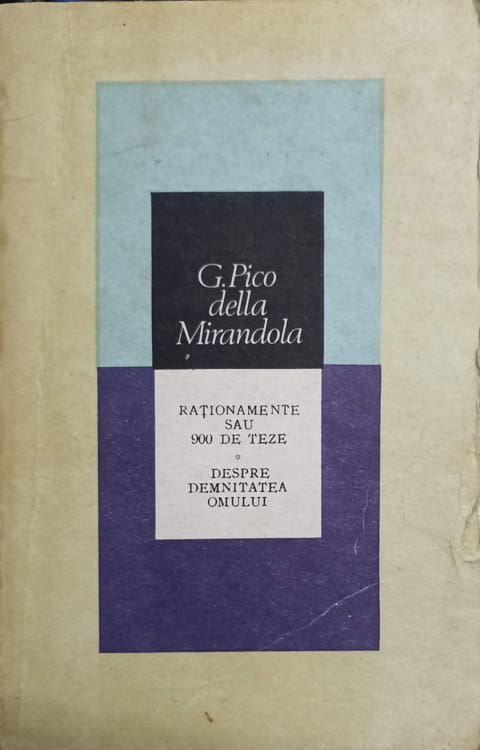 G. Pico
della
Mirandola
RAȚIONAMENTE
SAU
900 DE TEZE
*
DESPRE
DEMNITATEA
OMULUI